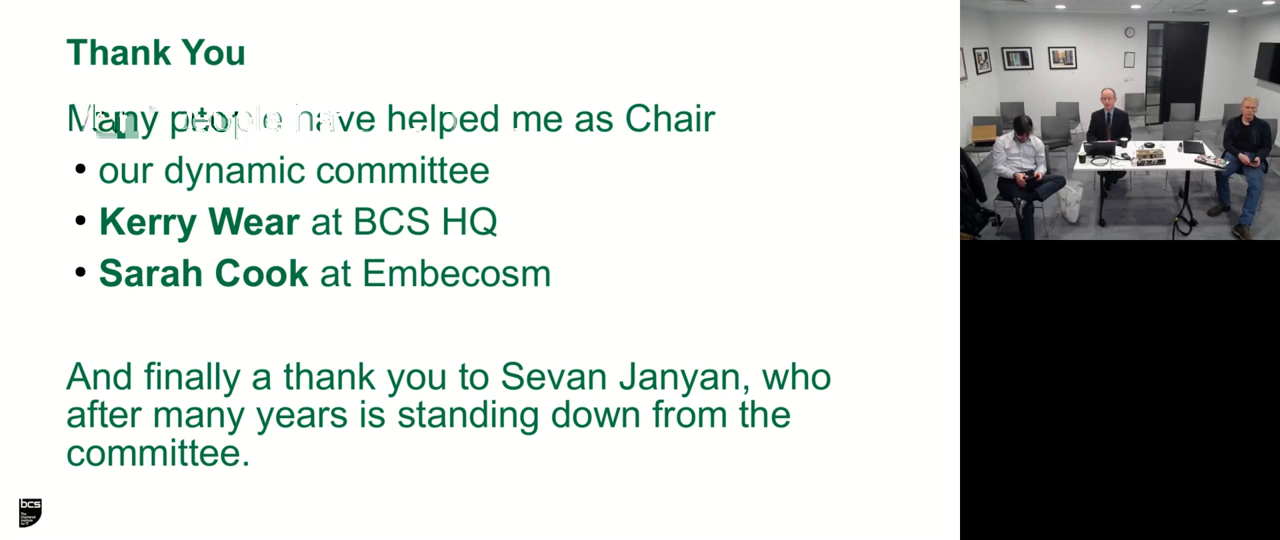 Thank You
Many people have helped me as Chair
• our dynamic committee
• Kerry Wear at BCS HQ
• Sarah Cook at Embecosm
And finally a thank you to Sevan Janyan, who
after many years is standing down from the
committee.
bcs